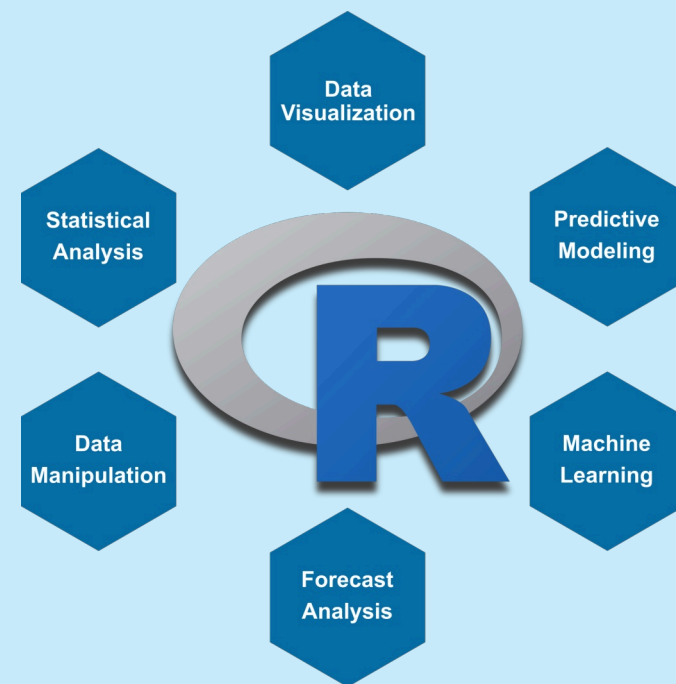 Data
Visualization
Statistical
Analysis
Predictive
Modeling
R
Data
Manipulation
Machine
Learning
Forecast
Analysis